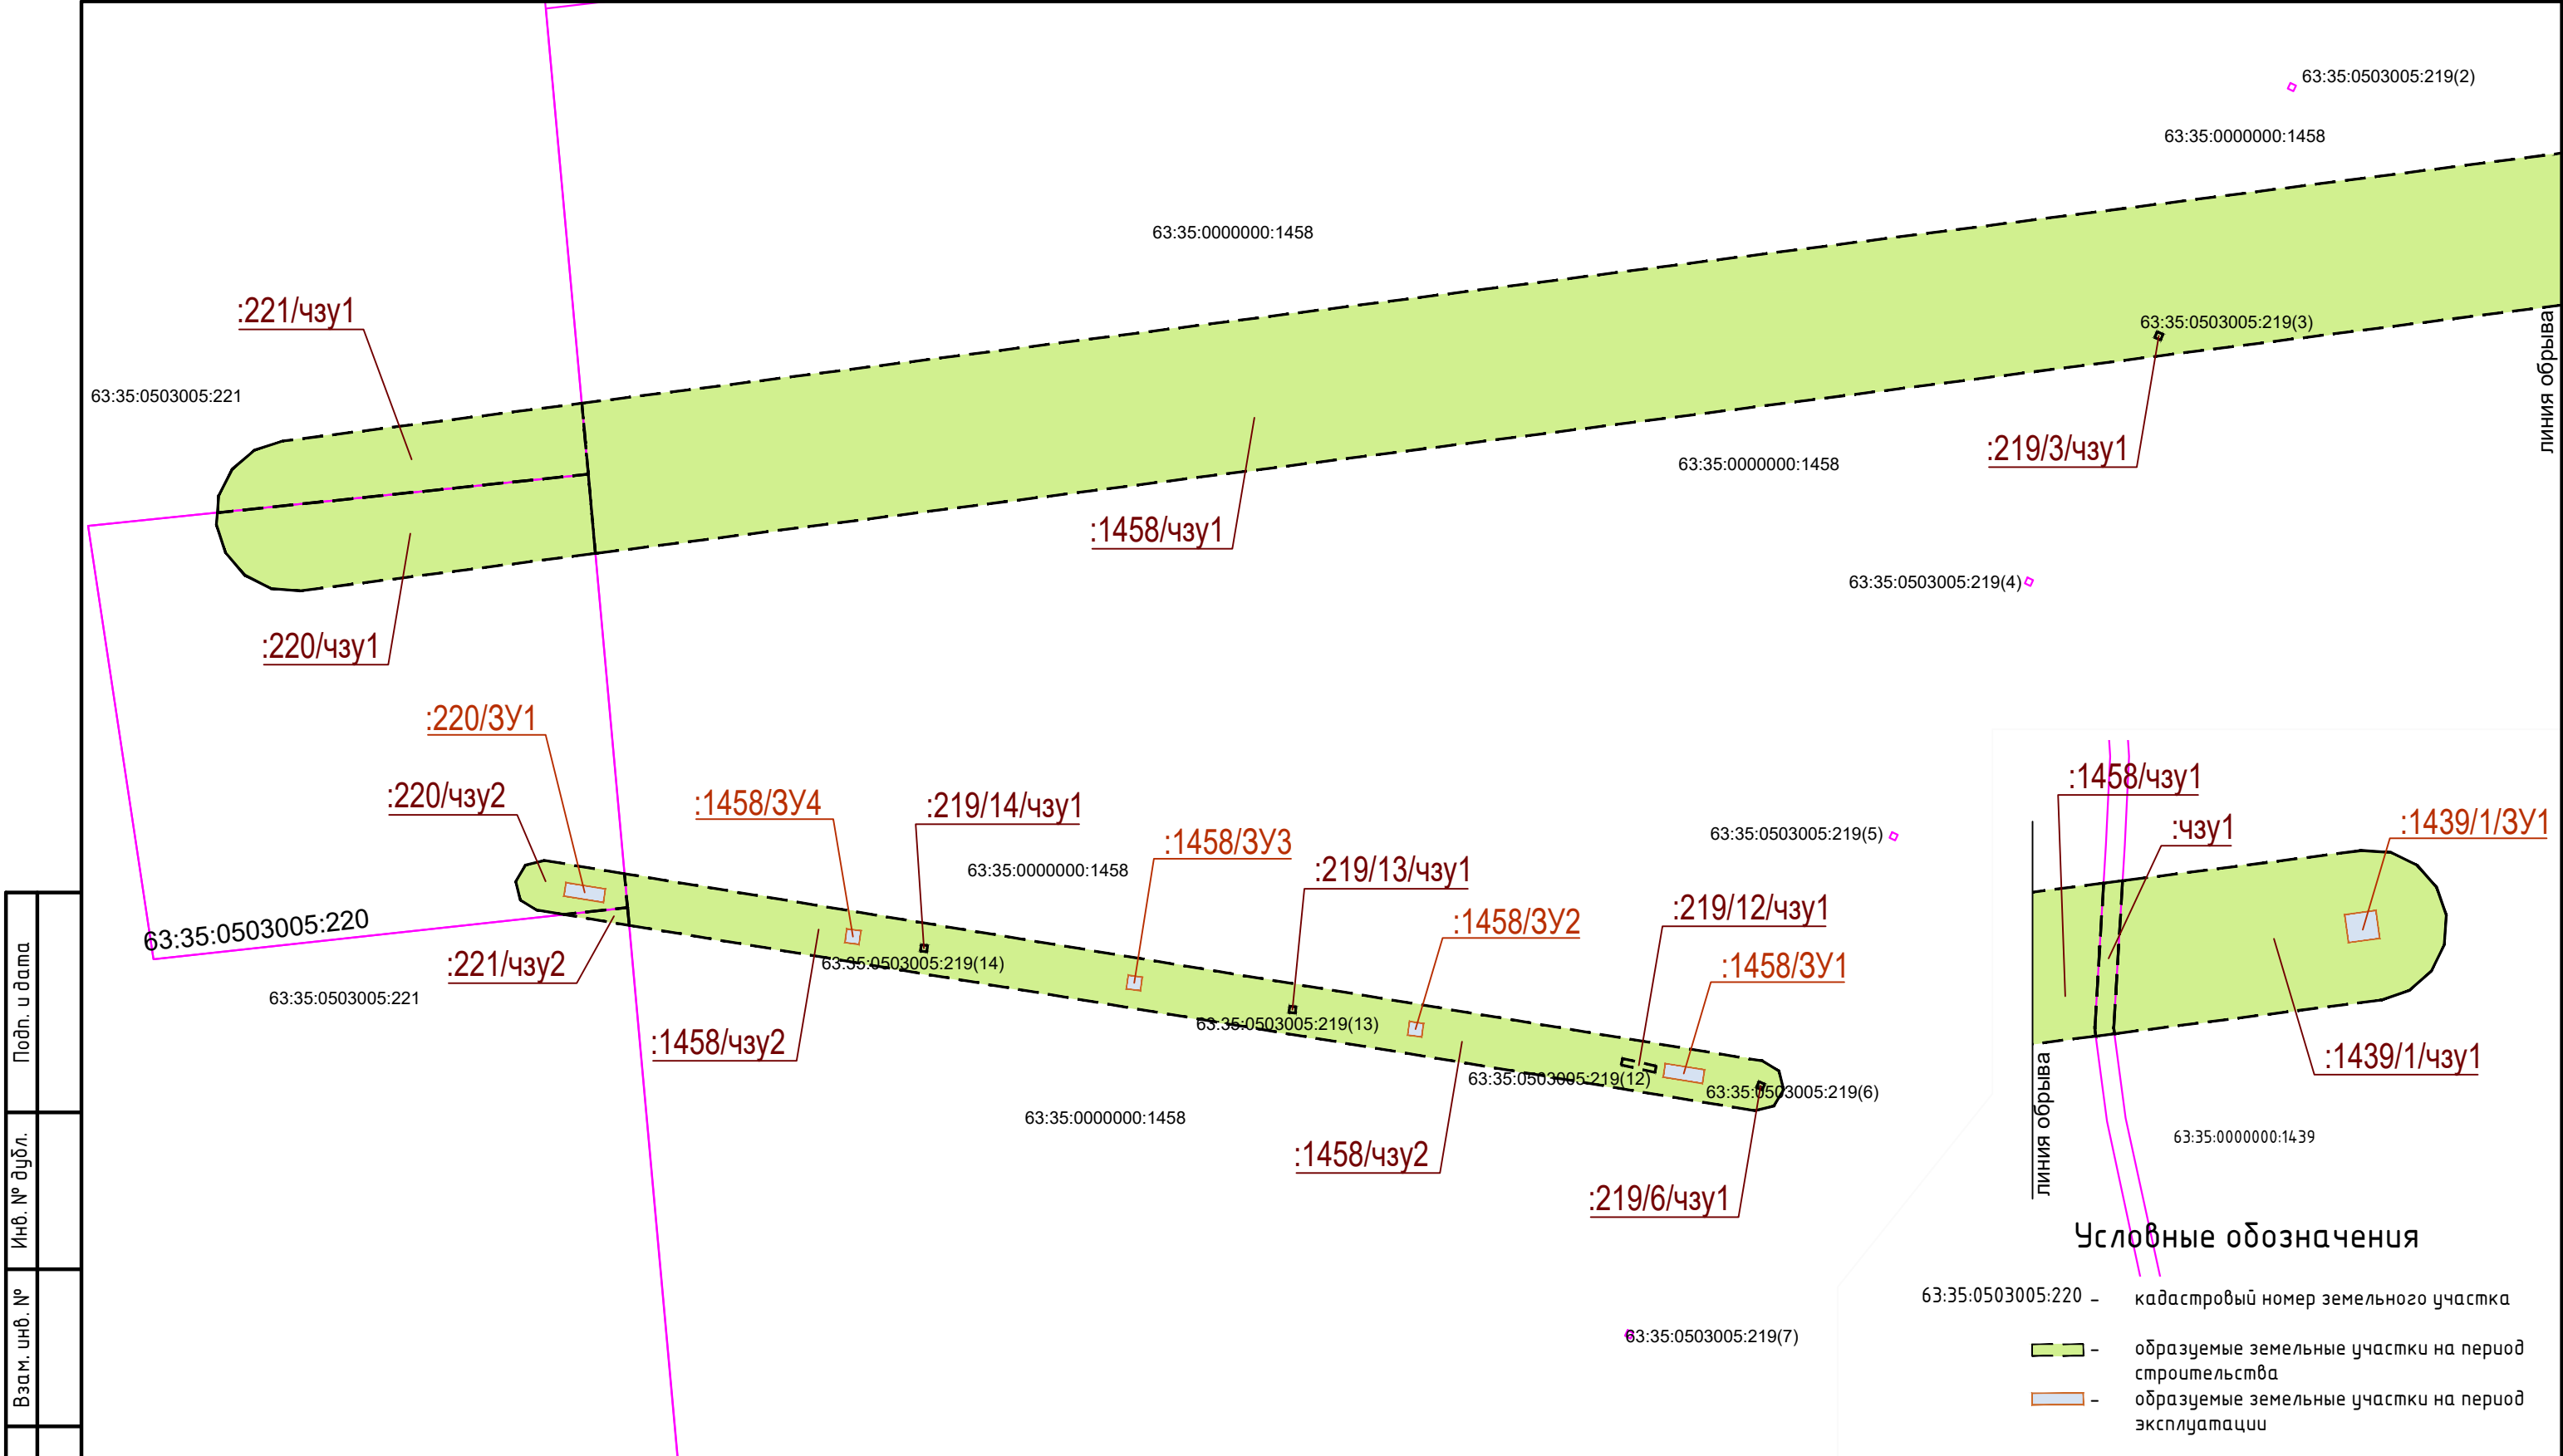 63:35:0503005:219(2)
63:35:0000000:1458
63:35:0000000:1458
:221/чзу1
63:35:0503005:219(3)
линия обрыва
63:35:0503005:221
:219/3/чзу1
63:35:0000000:1458
:1458/чзу1
63:35:0503005:219(4)
:220/чзу1
:220/ЗУ1
:220/чзу2
:1458/ЗУ4
:219/14/чзу1
:1458/ЗУ3
63:35:0000000:1458
:219/13/чзу1
:1458/ЗУ2
63:35:0503005:219(5)
:219/12/чзу1
:1458/ЗУ1
:1458/чзу1
:чзу1
:1439/1/ЗУ1
63:35:0503005:220
:221/чзу2
63:35:0503005:221
63:35:0503005:219(14)
:1458/чзу2
63:35:0503005:219(13)
63:35:0503005:219(12)
63:35:0503005:219(6)
:1439/1/чзу1
линия обрыва
63:35:0000000:1439
63:35:0000000:1458
:1458/чзу2
:219/6/чзу1
63:35:0503005:219(7)
Условные обозначения
63:35:0503005:220 - кадастровый номер земельного участка
- образуемые земельные участки на период
строительства
- образуемые земельные участки на период
эксплуатации
Подп. и дата
Инв. № дубл.
Взам. инв. №